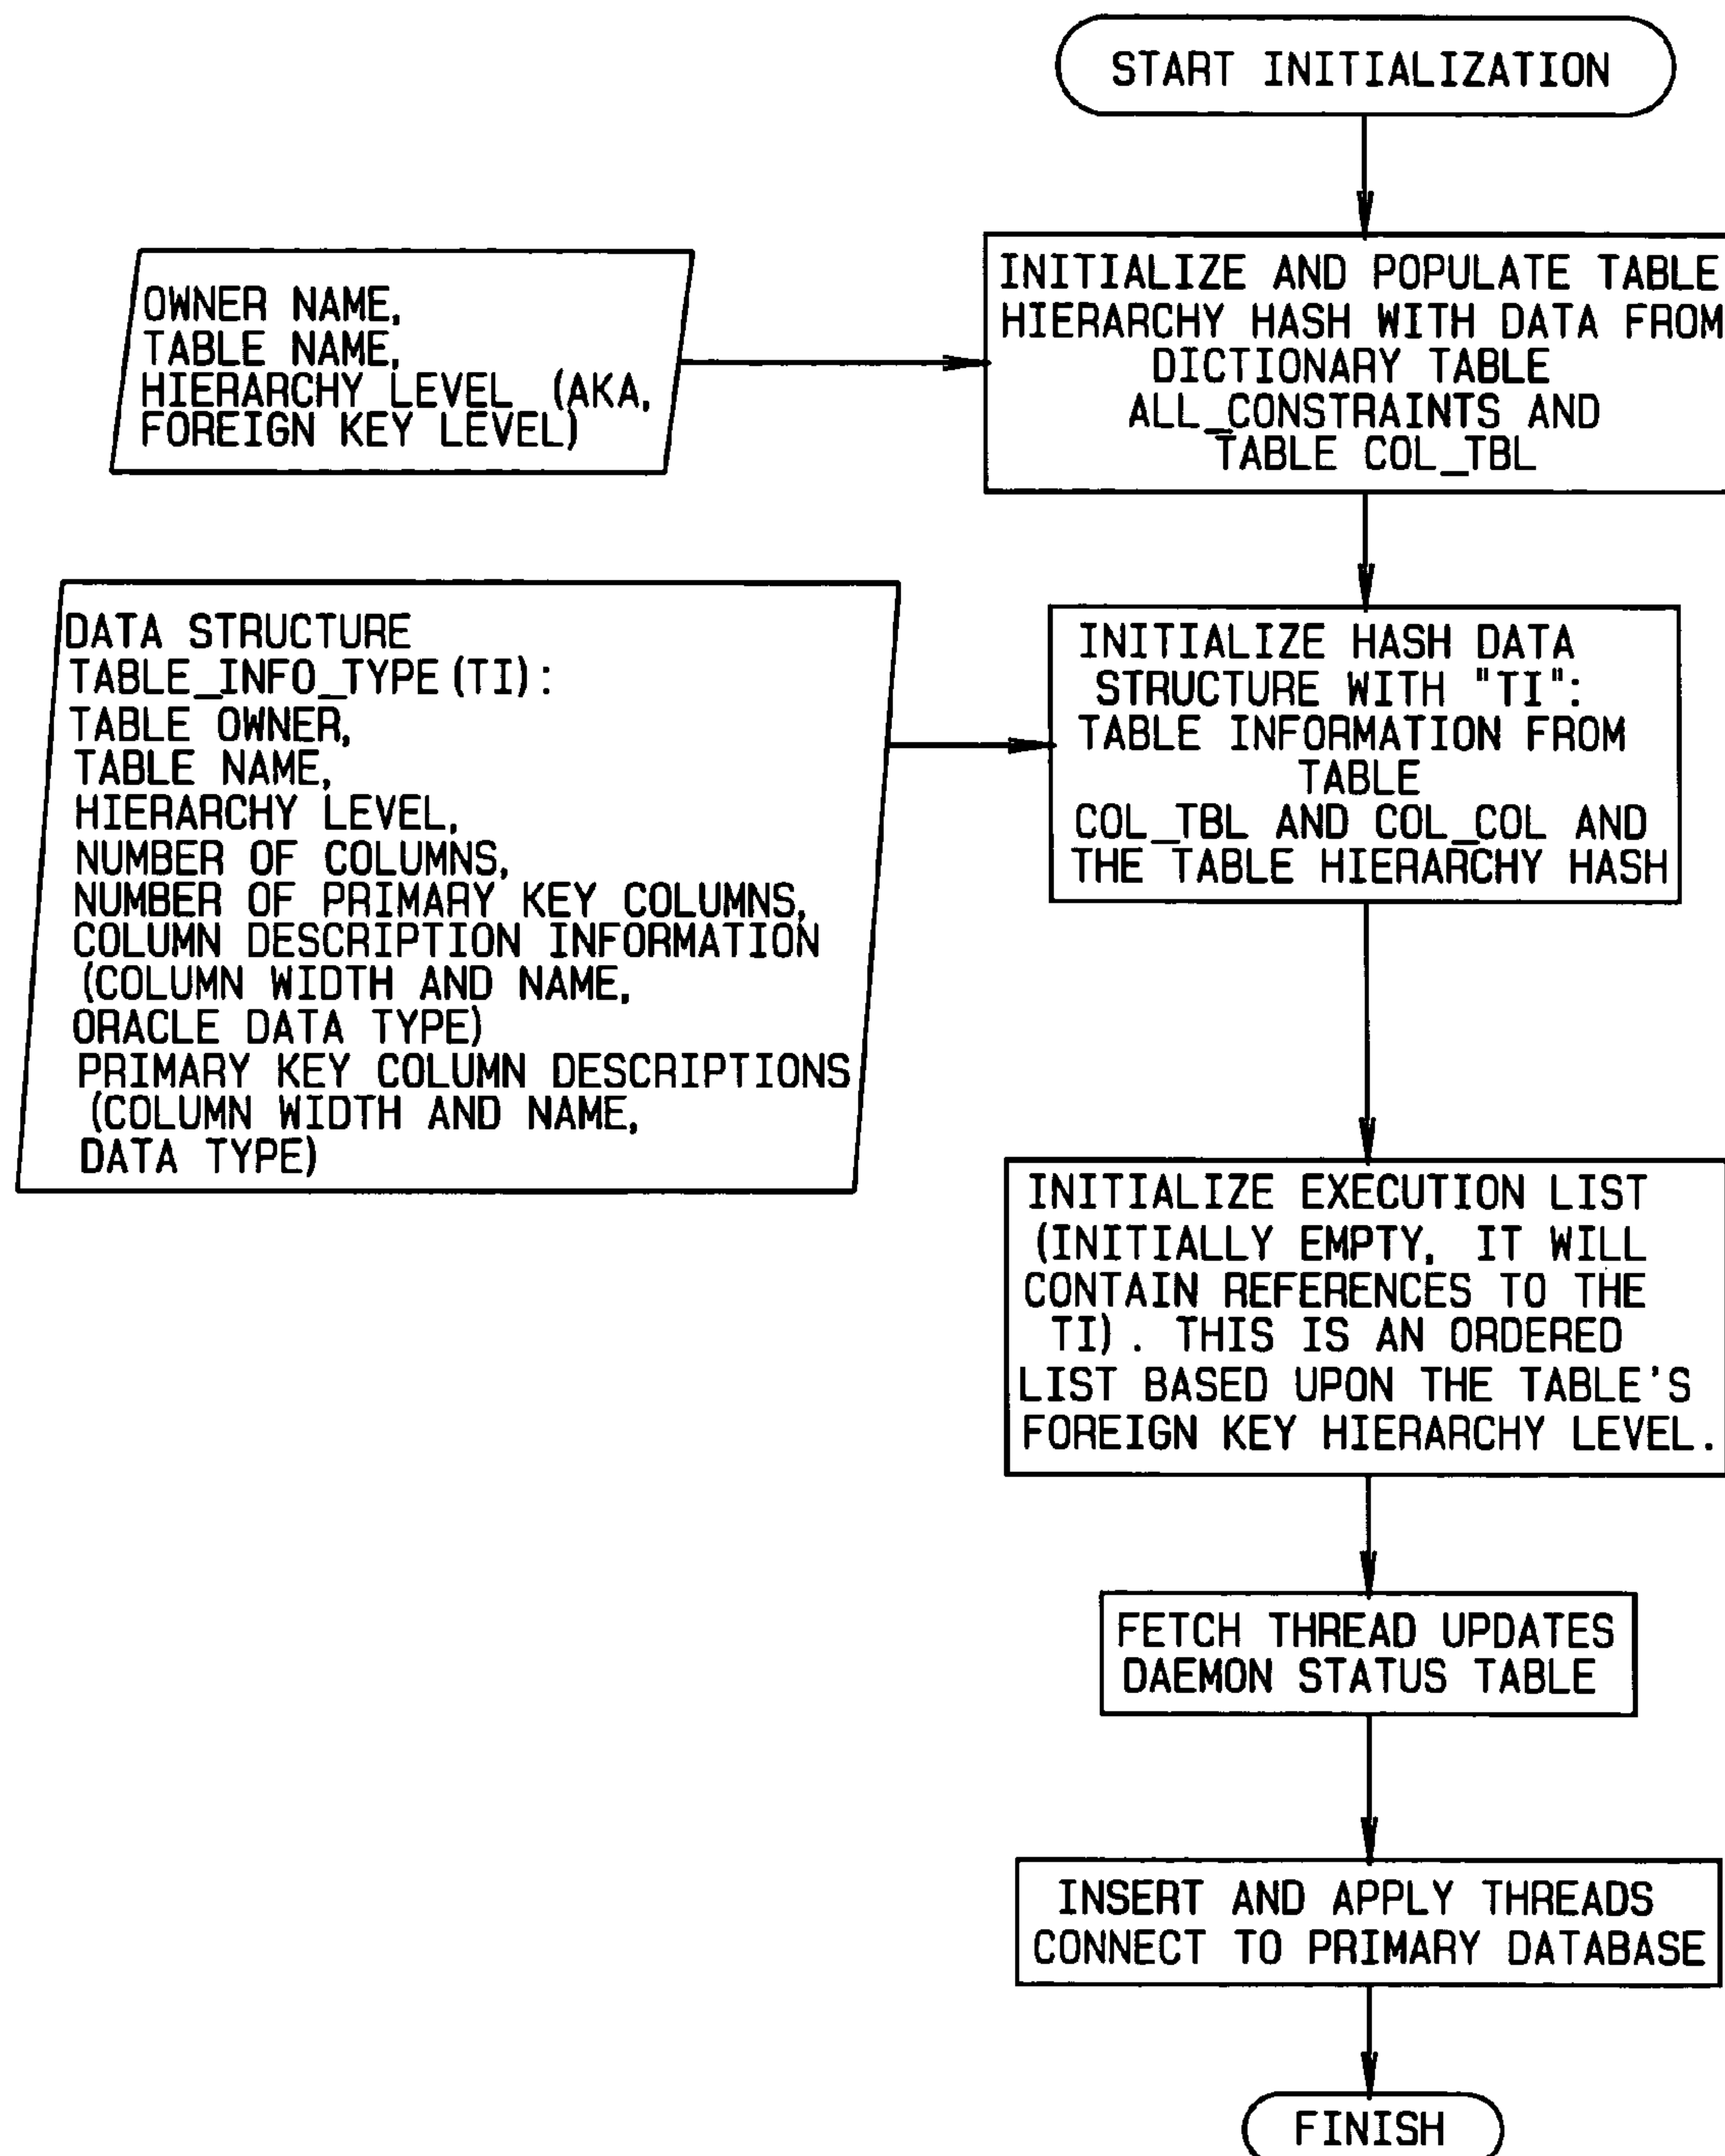 START INITIALIZATION
OWNER NAME,
TABLE NAME,
HIERARCHY LEVEL (AKA,
FOREIGN KEY LEVEL)
INITIALIZE AND POPULATE TABLE
HIERARCHY HASH WITH DATA FROM
DICTIONARY TABLE
ALL_CONSTRAINTS AND
TABLE COL_TBL
DATA STRUCTURE
TABLE_INFO_TYPE (TI) :
TABLE OWNER,
TABLE NAME,
HIERARCHY LEVEL,
NUMBER OF COLUMNS,
NUMBER OF PRIMARY KEY COLUMNS,
COLUMN DESCRIPTION INFORMATION
(COLUMN WIDTH AND NAME,
ORACLE DATA TYPE)
PRIMARY KEY COLUMN DESCRIPTIONS
(COLUMN WIDTH AND NAME,
DATA TYPE)
INITIALIZE HASH DATA
STRUCTURE WITH "TI":
TABLE INFORMATION FROM
TABLE
COL_TBL AND COL_COL AND
THE TABLE HIERARCHY HASH
INITIALIZE EXECUTION LIST
(INITIALLY EMPTY, IT WILL
CONTAIN REFERENCES TO THE
TI) . THIS IS AN ORDERED
LIST BASED UPON THE TABLE'S
FOREIGN KEY HIERARCHY LEVEL.
FETCH THREAD UPDATES
DAEMON STATUS TABLE
INSERT AND APPLY THREADS
CONNECT TO PRIMARY DATABASE
FINISH